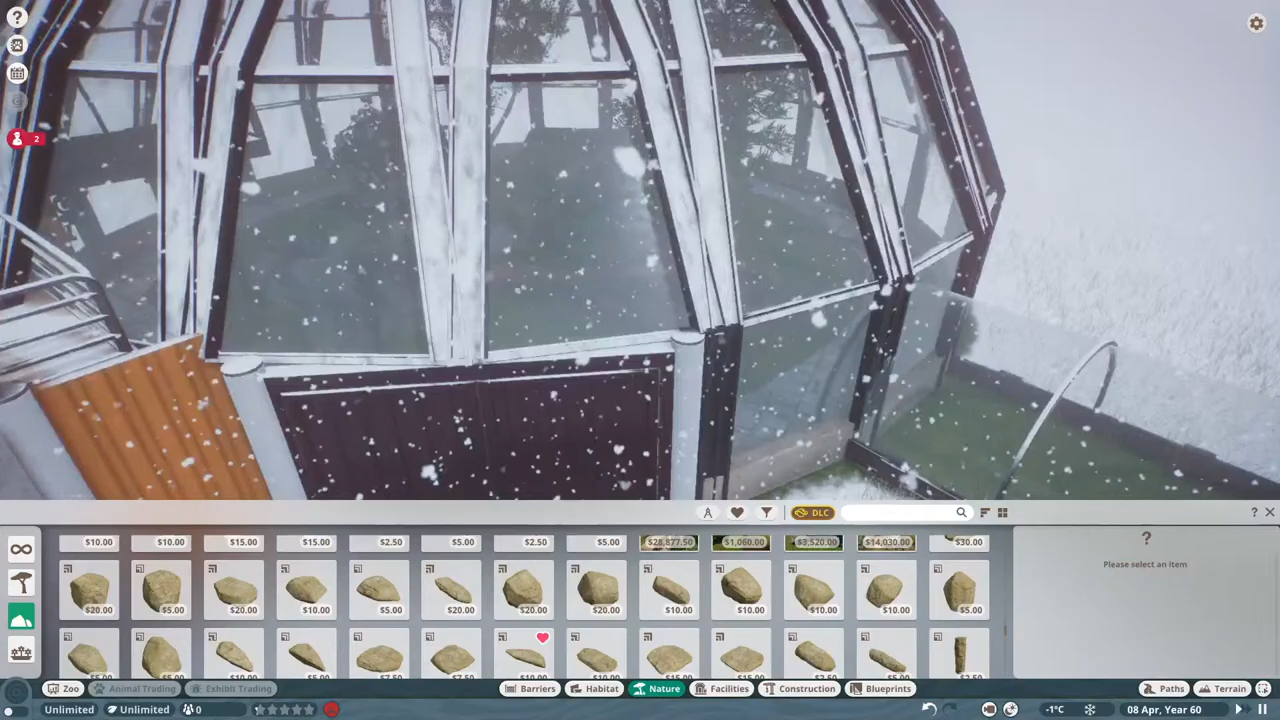 ?
2
DLC
? ×
$10.00 $10.00 $15.00 $15.00 $2.50 $5.00 $2.50 $5.00 $28,877.50 $1,060.00 $3,520.00 $14,030.00 $30.00
?
Please select an item
$20.00 $5.00 $20.00 $10.00 $5.00 $20.00 $20.00 $20.00 $10.00 $10.00 $10.00 $10.00 $5.00
Zoo Animal Trading Exhibit Trading Barriers Habitat Nature Facilities Construction Blueprints Paths Terrain
Unlimited Unlimited 0 -1°C 08 Apr, Year 60